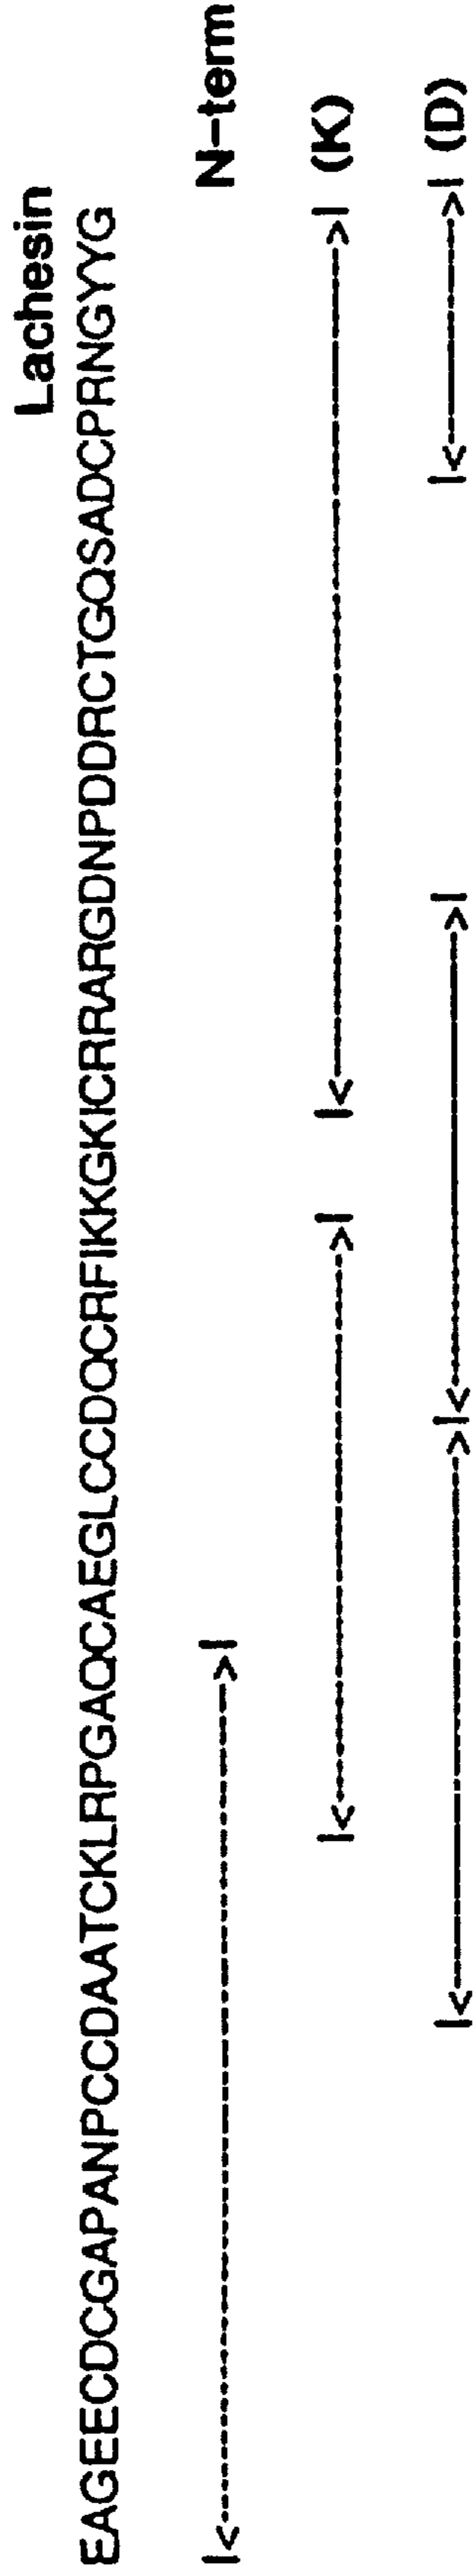 Lachesin
EAGEECDCGAPANPCCDAATCKLRPGAQCAEGLCCDQCRFIKKGKICRRARGDNPDDRCTGQSADCPRNGYYG
|<------------------------->| N-term
|<---------------->| |<------------------------->| (K)
|<---------------->|<-------------->| |<------->| (D)